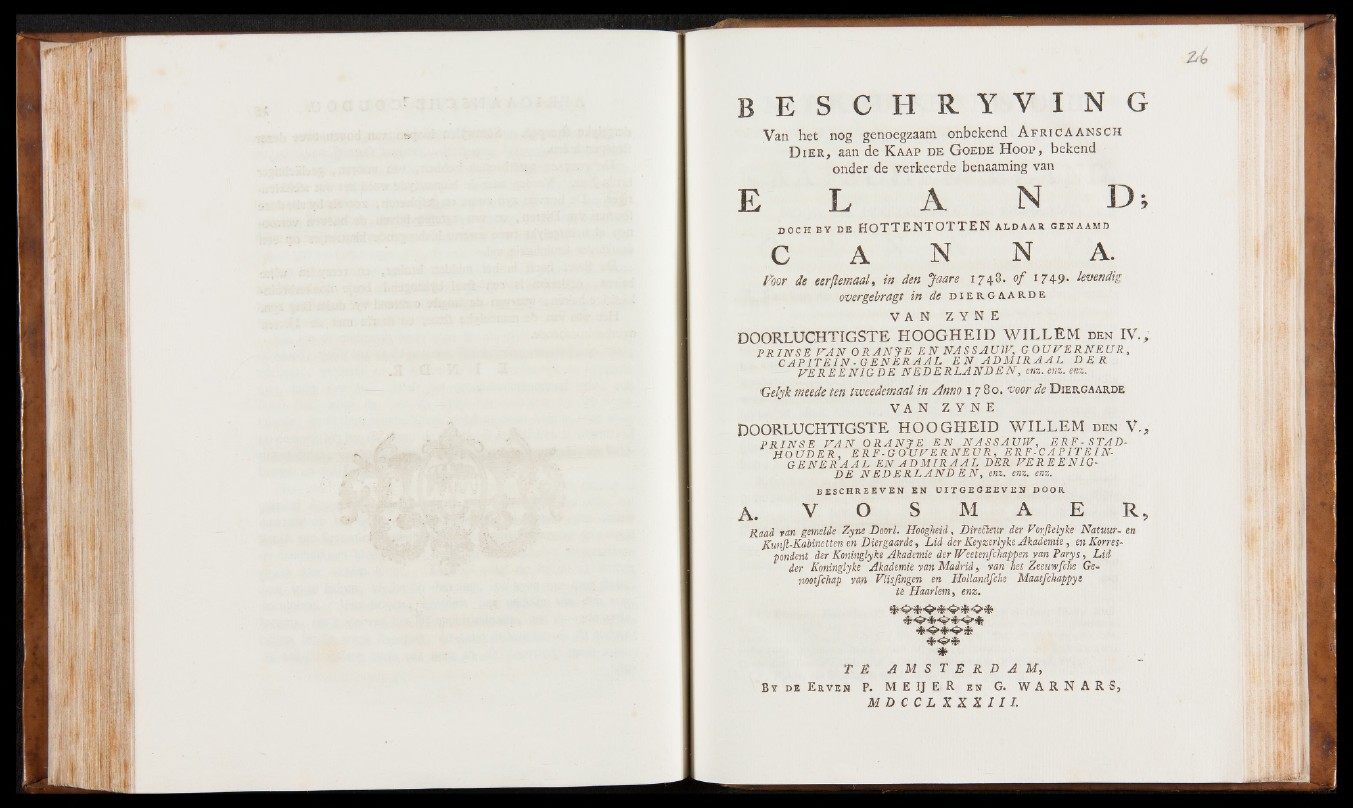 26
BESCHRYVING
Van het nog genoegzaam onbekend AFRICAANSCH
DIER, aan de KAAP DE GOEDE HOOP, bekend
onder de verkeerde benaaming van
ELAND;
DOCH BY DE HOTTENTOTTEN ALDAAR GENAAMD
CANNA.
Voor de eerſtemaal, in den Jaare 1748. of 1749. levendig
overgebragt in de DIERGAARDE
VAN ZYNE
DOORLUCHTIGSTE HOOGHEID WILLEM DEN IV.,
PRINSE VAN ORANJE EN NASSAUW, GOUVERNEUR,
CAPITEIN-GENERAAL EN ADMIRAAL DER
VEREENIGDE NEDERLANDEN, enz. enz. enz.
Gelyk meede ten tweedemaal in Anno 1780. voor de DIERGAARDE
VAN ZYNE
DOORLUCHTIGSTE HOOGHEID WILLEM DEN V.,
PRINSE VAN ORANJE EN NASSAUW, ERF-STAD-
HOUDER, ERF-GOUVERNEUR, ERF-CAPITEIN-
GENERAAL EN ADMIRAAL DER VEREENIG-
DE NEDERLANDEN, enz. enz. enz.
BESCHREEVEN EN UITGEGEEVEN DOOR
A. VOSMAER,
Raad van gemelde Zyne Doorl. Hoogheid, Directeur der Vorſtelyke Natuur- en
Kunſt-Kabinetten en Diergaarde, Lid der Keyzerlyke Akademie, en Korres-
pondent der Koninglyke Akademie der Weetenſchappen van Parys, Lid
der Koninglyke Akademie van Madrid, van het Zeeuwſche Ge-
nootſchap van Vlisſingen en Hollandſche Maatſchappye
te Haarlem, enz.
TE AMSTERDAM,
BY DE ERVEN P. MEIJER EN G. WARNARS,
MDCCLXXXIII.